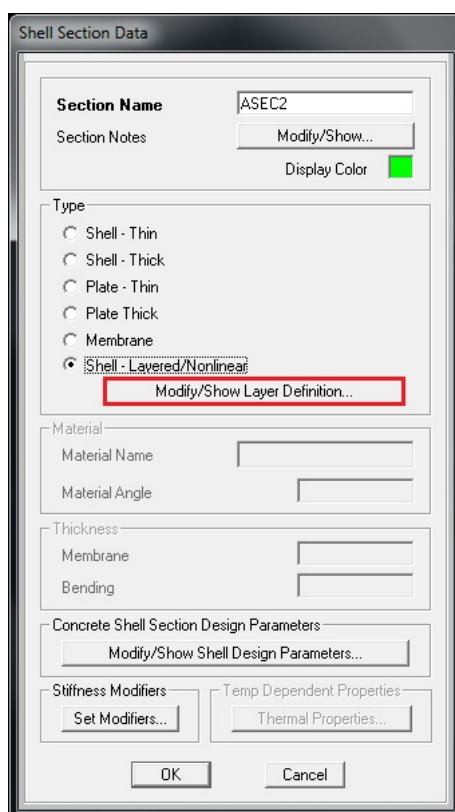 Shell Section Data
Section Name ASEC2
Section Notes Modify/Show...
Display Color
Type
Shell - Thin
Shell - Thick
Plate - Thin
Plate Thick
Membrane
Shell - Layered/Nonlinear
Modify/Show Layer Definition...
Material
Material Name
Material Angle
Thickness
Membrane
Bending
Concrete Shell Section Design Parameters
Modify/Show Shell Design Parameters...
Stiffness Modifiers Temp Dependent Properties
Set Modifiers... Thermal Properties...
OK Cancel